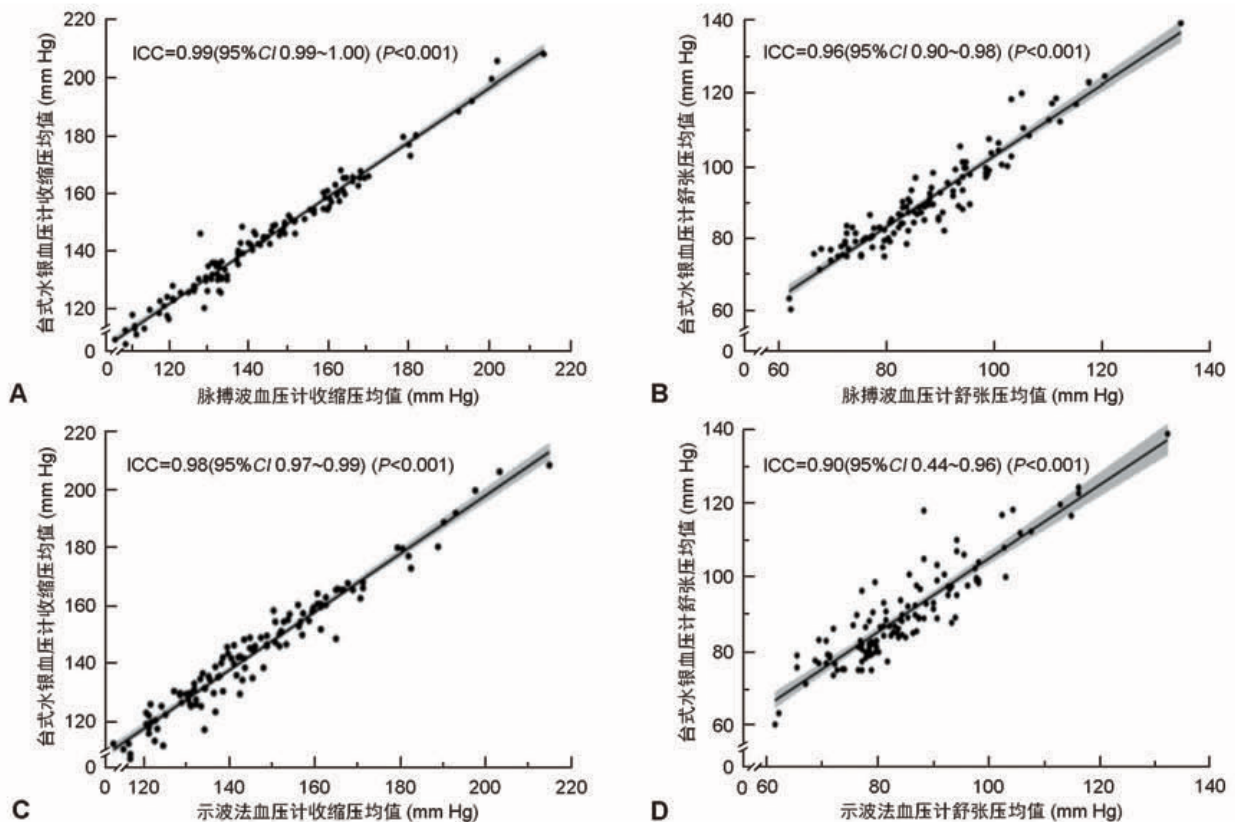 220
200
180
160
140
120
0
台式水银血压计收缩压均值 (mm Hg)
ICC=0.99(95%CI 0.99~1.00) (P<0.001)
120 140 160 180 200 220
脉搏波血压计收缩压均值 (mm Hg)
A
140
120
100
80
60
0
台式水银血压计舒张压均值 (mm Hg)
ICC=0.96(95%CI 0.90~0.98) (P<0.001)
60 80 100 120 140
脉搏波血压计舒张压均值 (mm Hg)
B
220
200
180
160
140
120
0
台式水银血压计收缩压均值 (mm Hg)
ICC=0.98(95%CI 0.97~0.99) (P<0.001)
0 120 140 160 180 200 220
示波法血压计收缩压均值 (mm Hg)
C
140
120
100
80
60
0
台式水银血压计舒张压均值 (mm Hg)
ICC=0.90(95%CI 0.44~0.96) (P<0.001)
60 80 100 120 140
示波法血压计舒张压均值 (mm Hg)
D